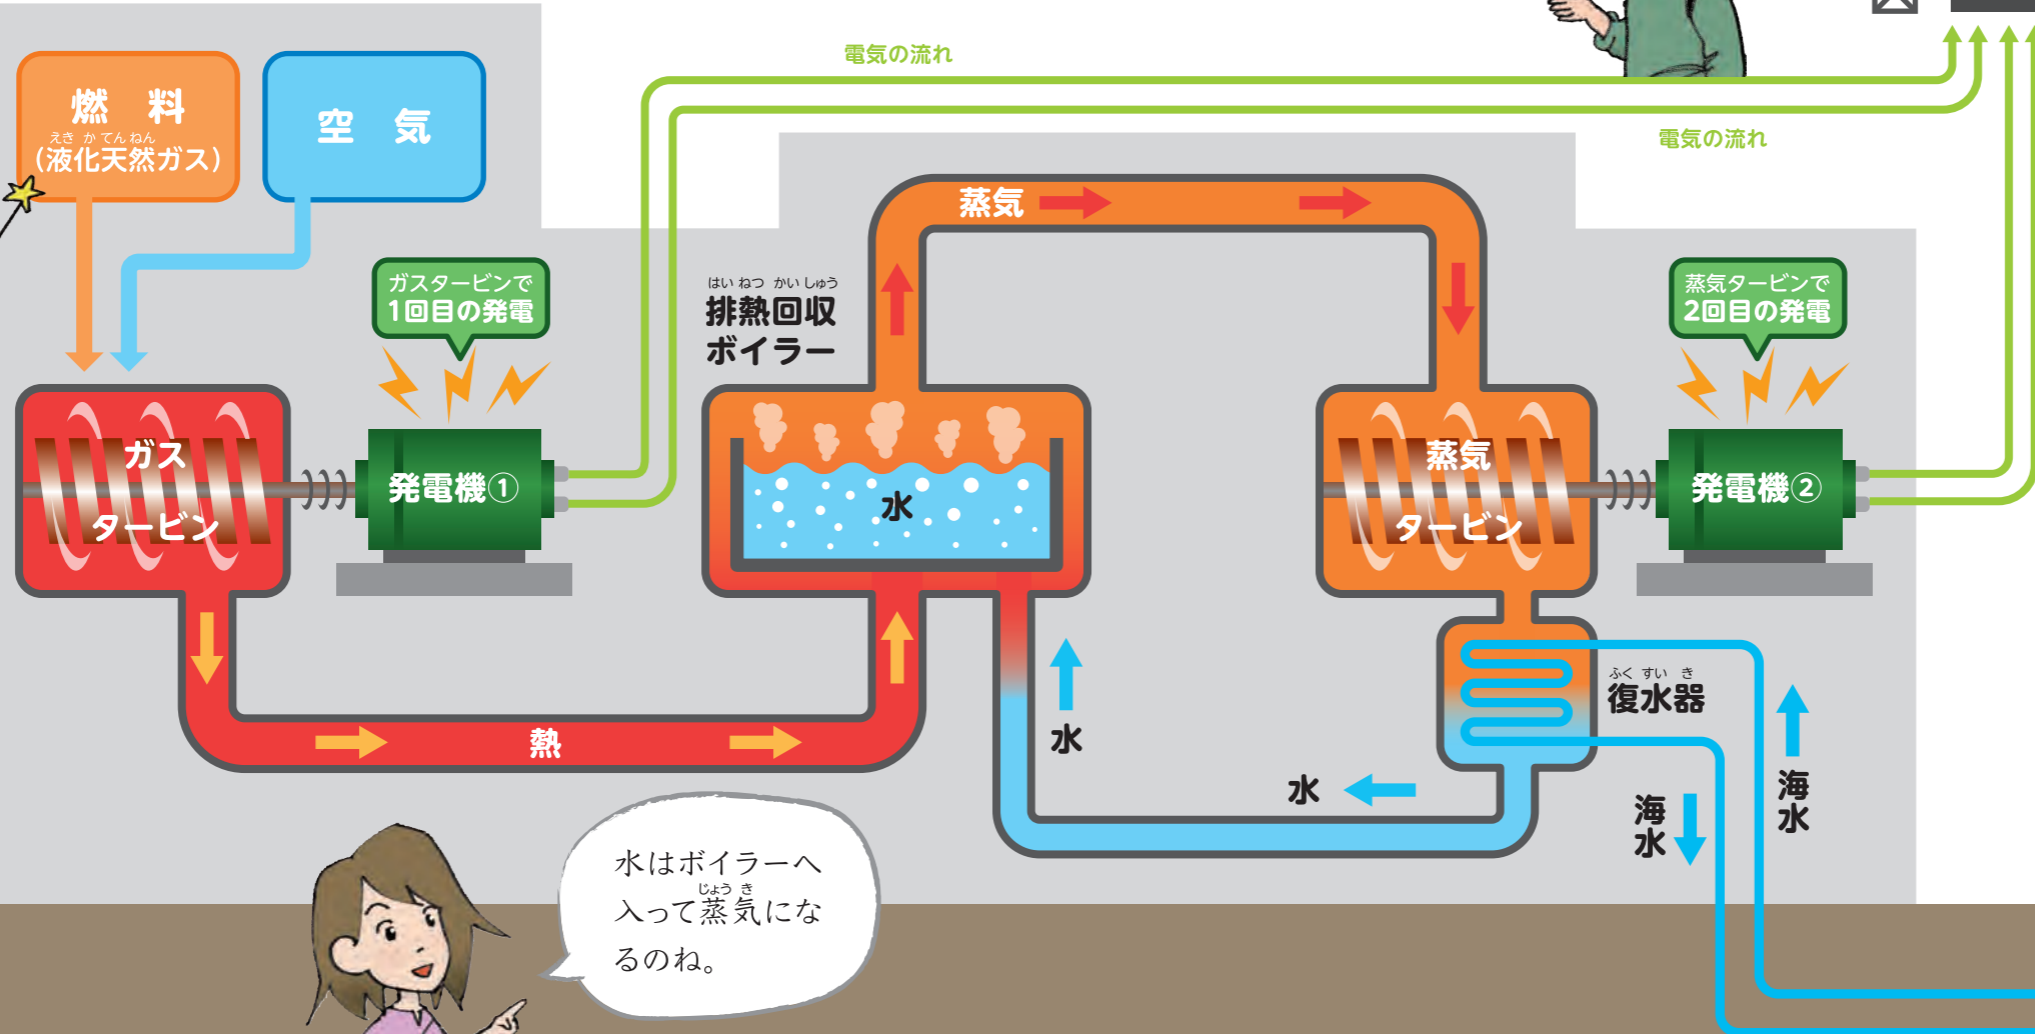 電気の流れ
燃 料
えき か てん ねん
(液化天然ガス)
空 気
電気の流れ
蒸気
ガスタービンで
1回目の発電
はい ねつ かい しゅう
排熱回収
ボイラー
蒸気タービンで
2回目の発電
ガス
タービン
発電機①
水
蒸気
タービン
発電機②
ふく すい き
復水器
熱
水
水
海水
海水
水はボイラーへ
じょう き
入って蒸気にな
るのね。